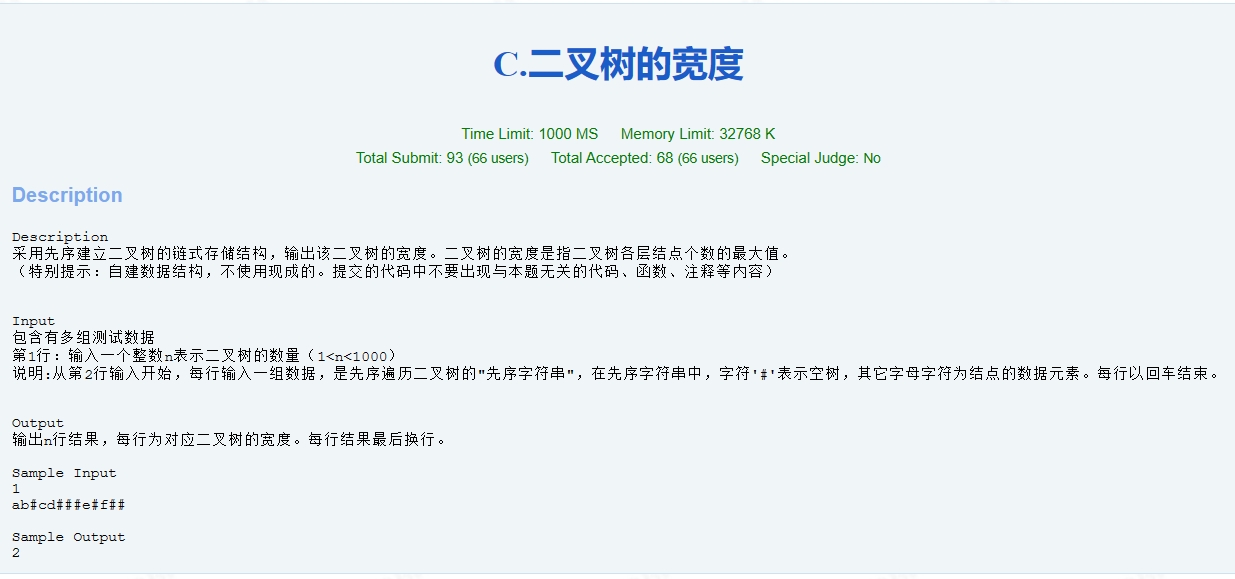 C.二叉树的宽度
Time Limit: 1000 MS Memory Limit: 32768 K
Total Submit: 93 (66 users) Total Accepted: 68 (66 users) Special Judge: No
Description
Description
采用先序建立二叉树的链式存储结构，输出该二叉树的宽度。二叉树的宽度是指二叉树各层结点个数的最大值。
（特别提示：自建数据结构，不使用现成的。提交的代码中不要出现与本题无关的代码、函数、注释等内容）
Input
包含有多组测试数据
第1行：输入一个整数n表示二叉树的数量（1<n<1000）
说明:从第2行输入开始，每行输入一组数据，是先序遍历二叉树的"先序字符串"，在先序字符串中，字符'#'表示空树，其它字母字符为结点的数据元素。每行以回车结束。
Output
输出n行结果，每行为对应二叉树的宽度。每行结果最后换行。
Sample Input
1
ab#cd###e#f##
Sample Output
2